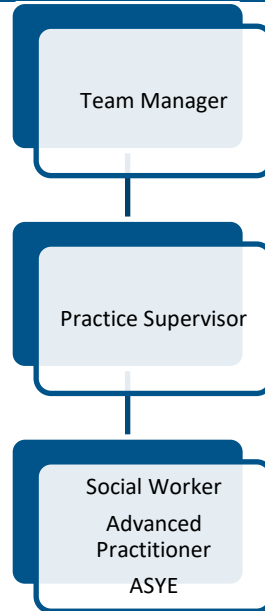 Team Manager
Practice Supervisor
Social Worker
Advanced
Practitioner
ASYE